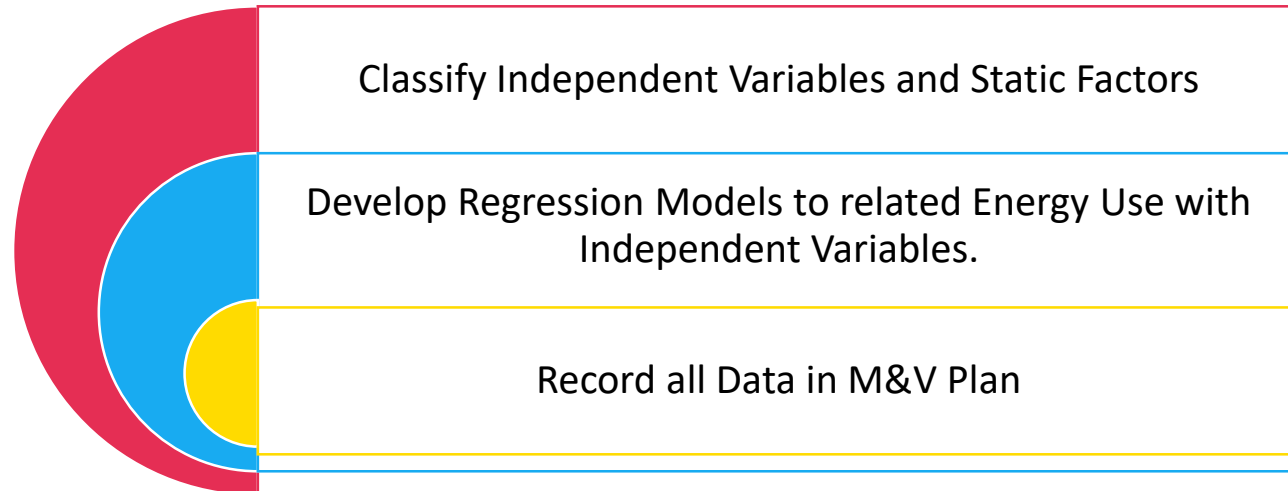 Classify Independent Variables and Static Factors
Develop Regression Models to related Energy Use with
Independent Variables.
Record all Data in M&V Plan